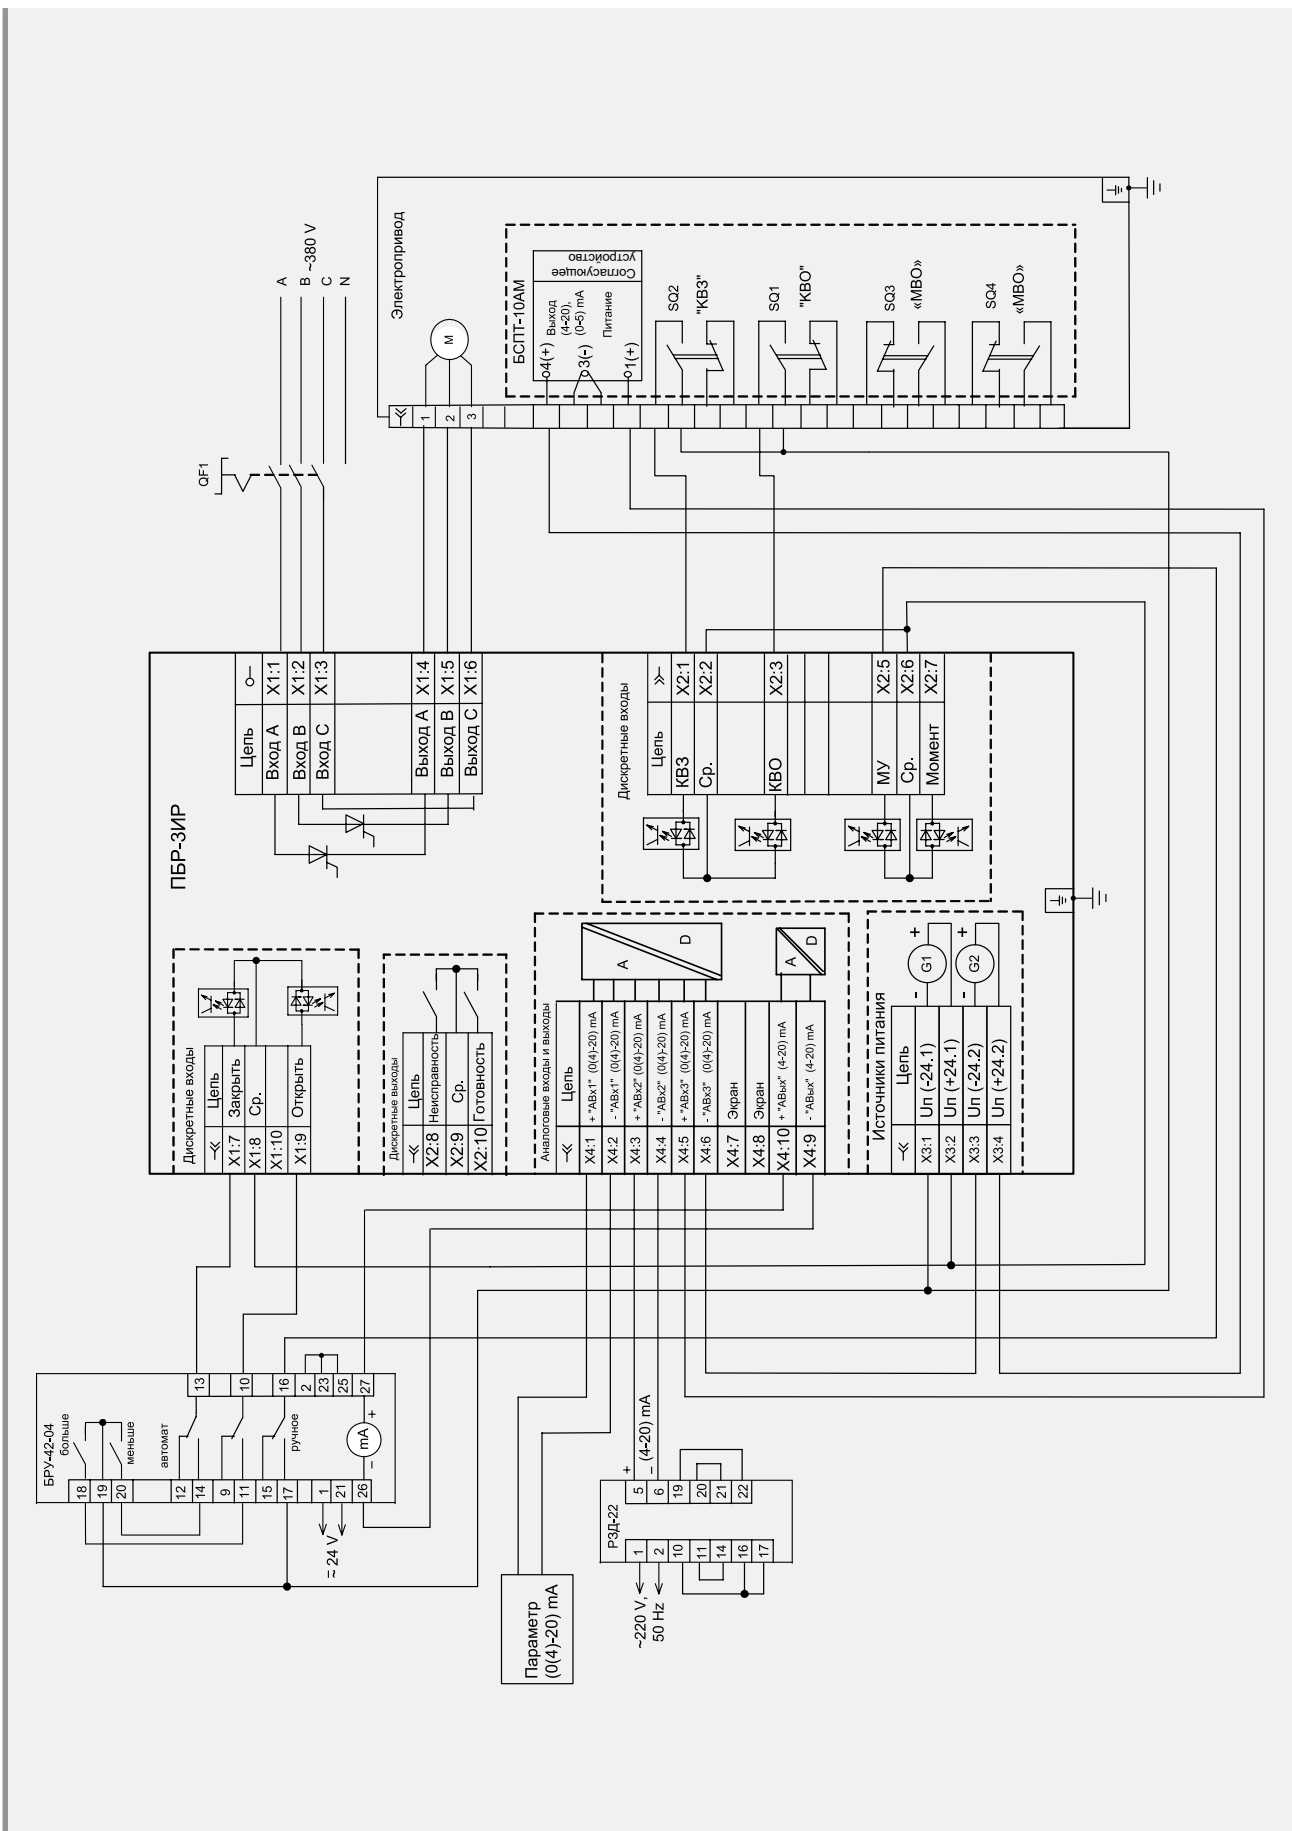 БРУ-42-04
больше
меньше
автомат
ручное
18
19
20
12
14
9
11
15
17
1
21
26
13
10
16
2
23
25
27
mA
+
–
= 24 V
Параметр
(0(4)-20) mA
РЗД-22
1
2
10
11
14
16
17
5
6
19
20
21
22
+
– (4-20) mA
~220 V,
50 Hz
ПБР-3ИР
Дискретные входы
Цепь
X1:7 Закрыть
X1:8 Ср.
X1:10
X1:9 Открыть
Дискретные выходы
Цепь
X2:8 Неисправность
X2:9 Ср.
X2:10 Готовность
Аналоговые входы и выходы
Цепь
X4:1 + "АВх1" (0(4)-20) mA
X4:2 - "АВх1" (0(4)-20) mA
X4:3 + "АВх2" (0(4)-20) mA
X4:4 - "АВх2" (0(4)-20) mA
X4:5 + "АВх3" (0(4)-20) mA
X4:6 - "АВх3" (0(4)-20) mA
X4:7 Экран
X4:8 Экран
X4:10 + "АВых" (4-20) mA
X4:9 - "АВых" (4-20) mA
A
D
A
D
Источники питания
Цепь
X3:1 Uп (-24.1)
X3:2 Uп (+24.1)
X3:3 Uп (-24.2)
X3:4 Uп (+24.2)
- G1 +
- G2 +
Цепь
Вход А X1:1
Вход В X1:2
Вход С X1:3
Выход А X1:4
Выход В X1:5
Выход С X1:6
Дискретные входы
Цепь
КВЗ X2:1
Ср. X2:2
КВО X2:3
МУ X2:5
Ср. X2:6
Момент X2:7
QF1
A
B
C
N
~380 V
Электропривод
M
1
2
3
БСПТ-10АМ
4(+)
3(-)
1(+)
Выход
(4-20),
(0-5) mA
Питание
Согласующее
устройство
SQ2
"КВЗ"
SQ1
"КВО"
SQ3
«МВО»
SQ4
«МВО»